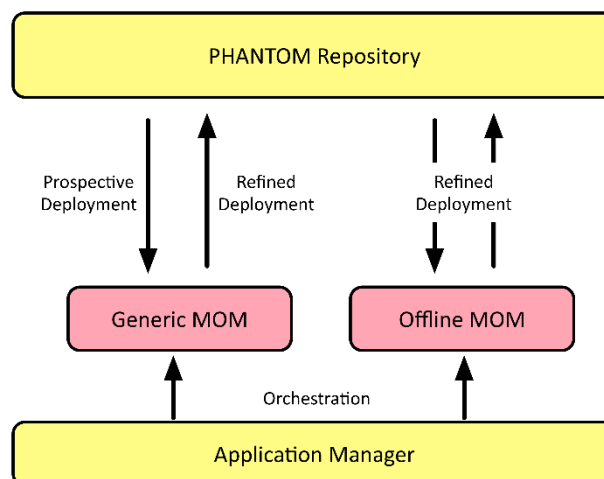 PHANTOM Repository
Prospective
Deployment
Refined
Deployment
Refined
Deployment
Generic MOM
Offline MOM
Orchestration
Application Manager